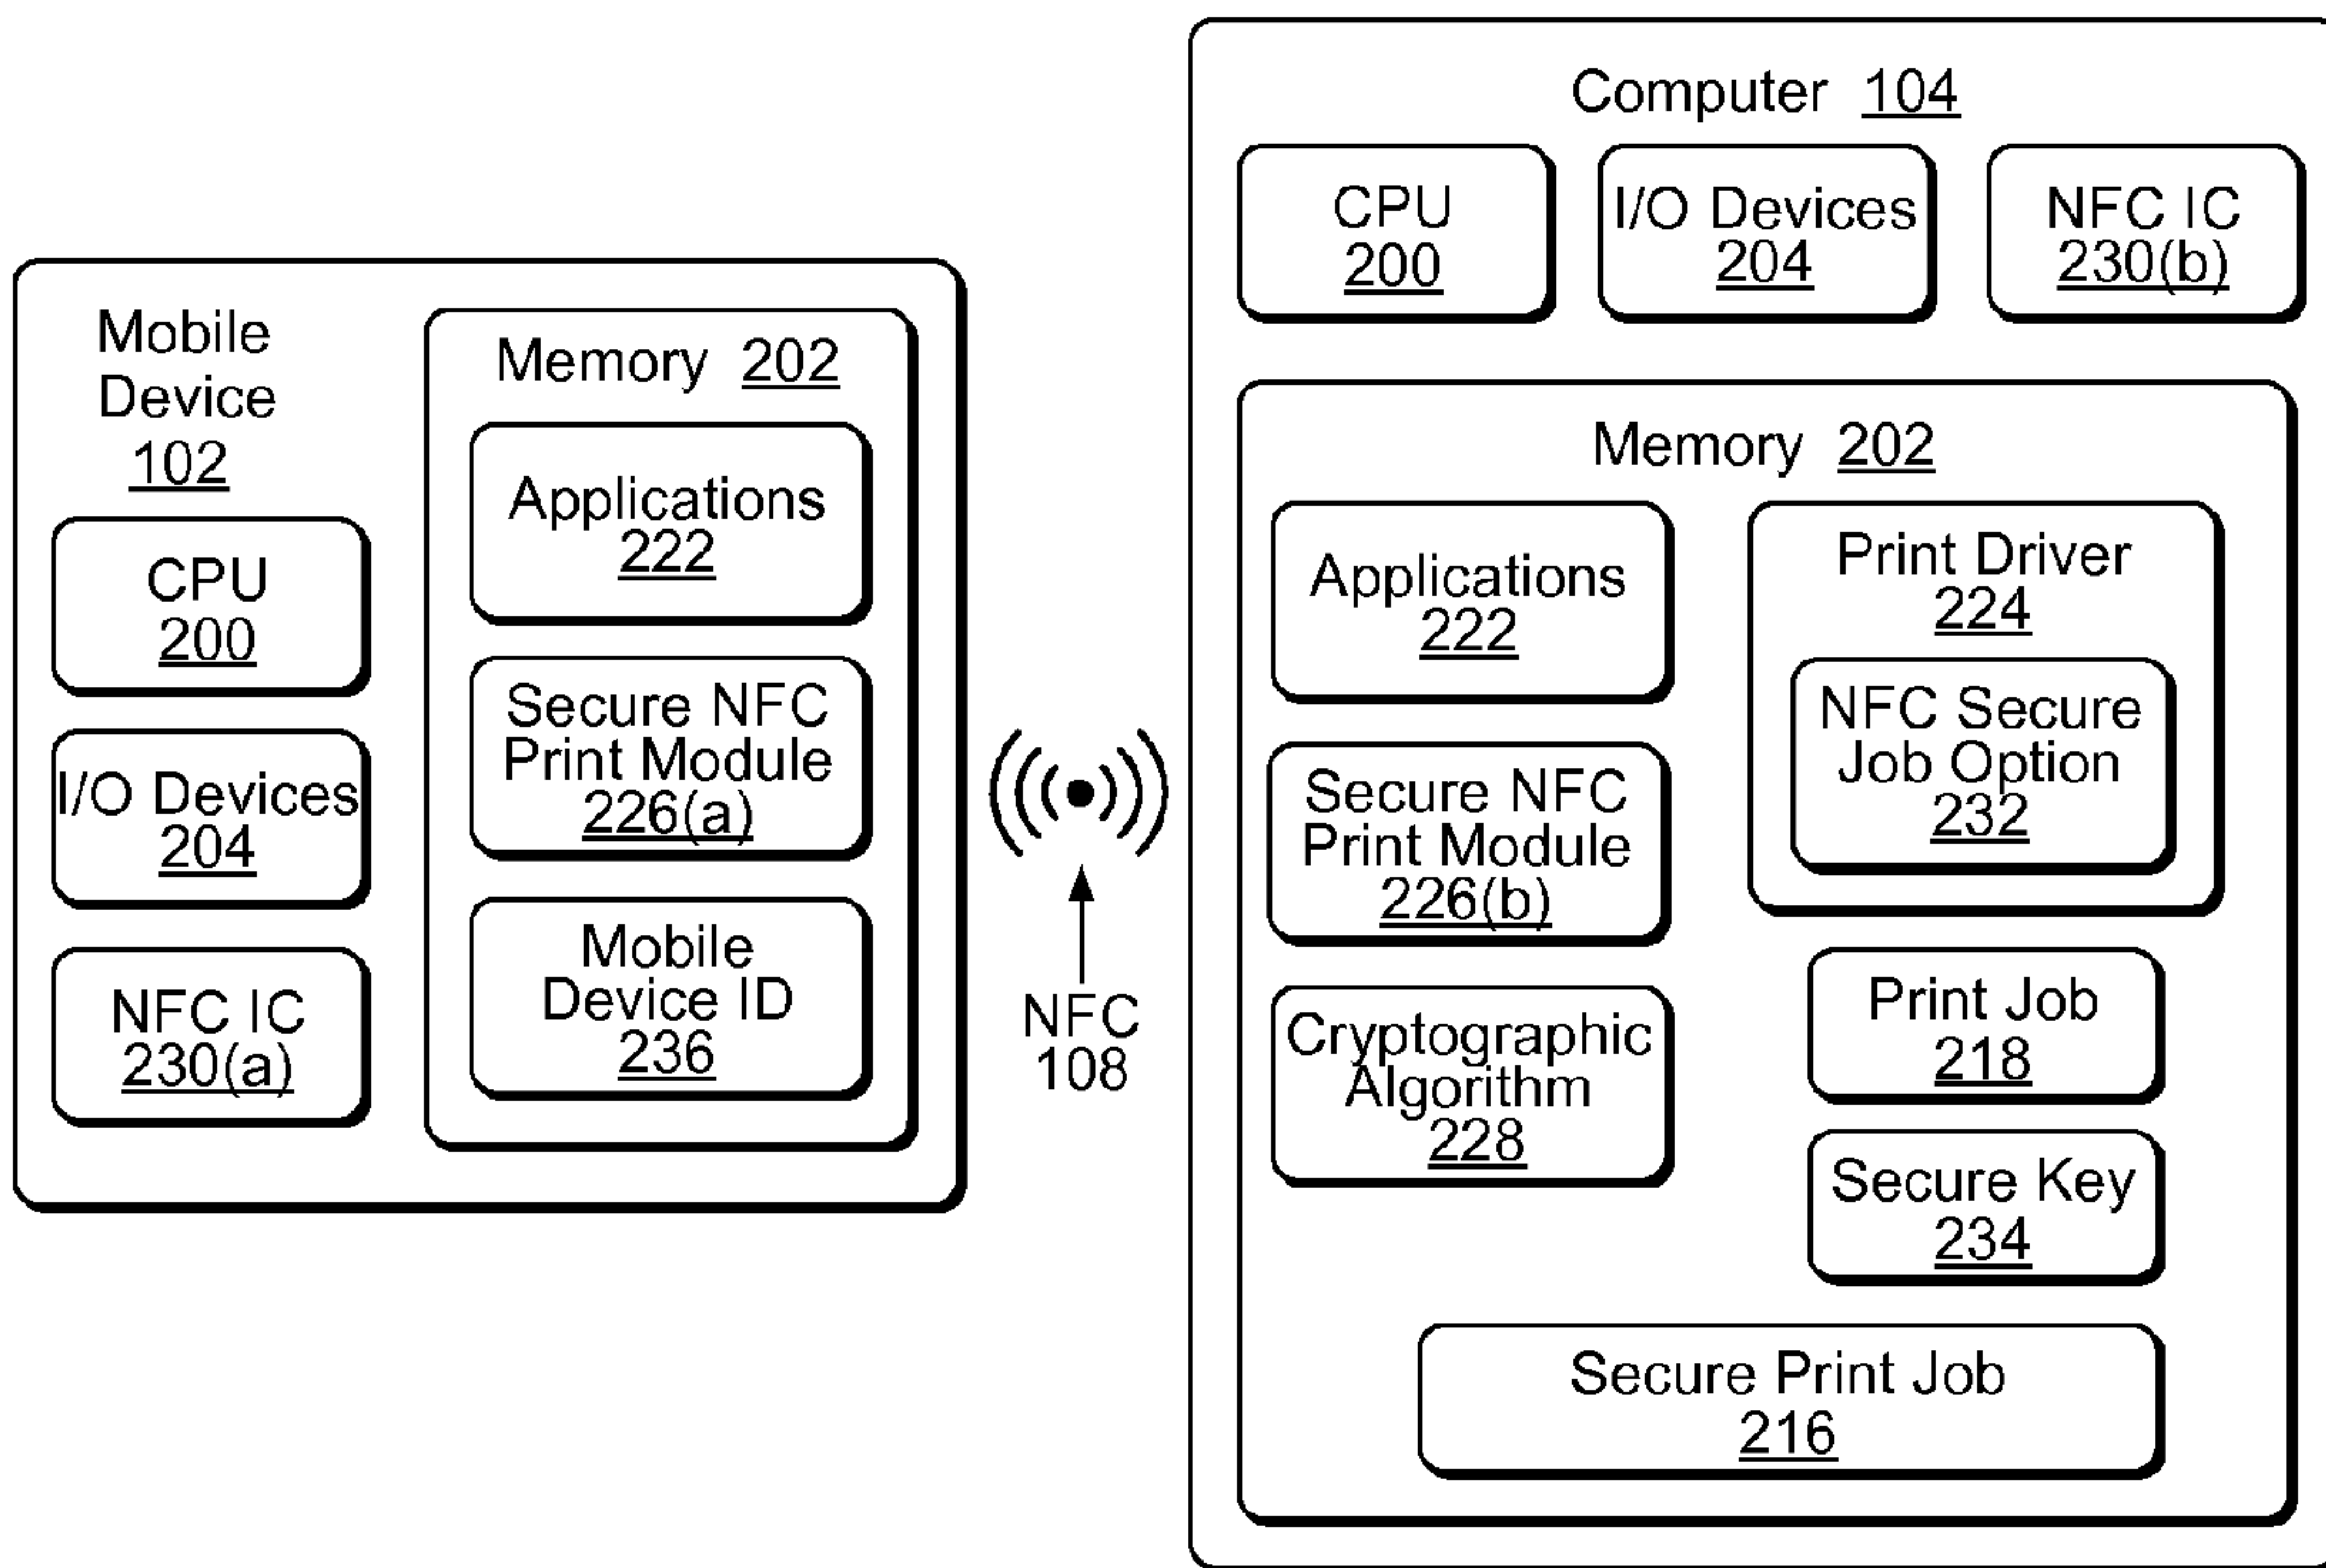 Mobile
Device
102
CPU
200
I/O Devices
204
NFC IC
230(a)
Memory 202
Applications
222
Secure NFC
Print Module
226(a)
Mobile
Device ID
236
NFC
108
Computer 104
CPU
200
I/O Devices
204
NFC IC
230(b)
Memory 202
Applications
222
Secure NFC
Print Module
226(b)
Cryptographic
Algorithm
228
Print Driver
224
NFC Secure
Job Option
232
Print Job
218
Secure Key
234
Secure Print Job
216